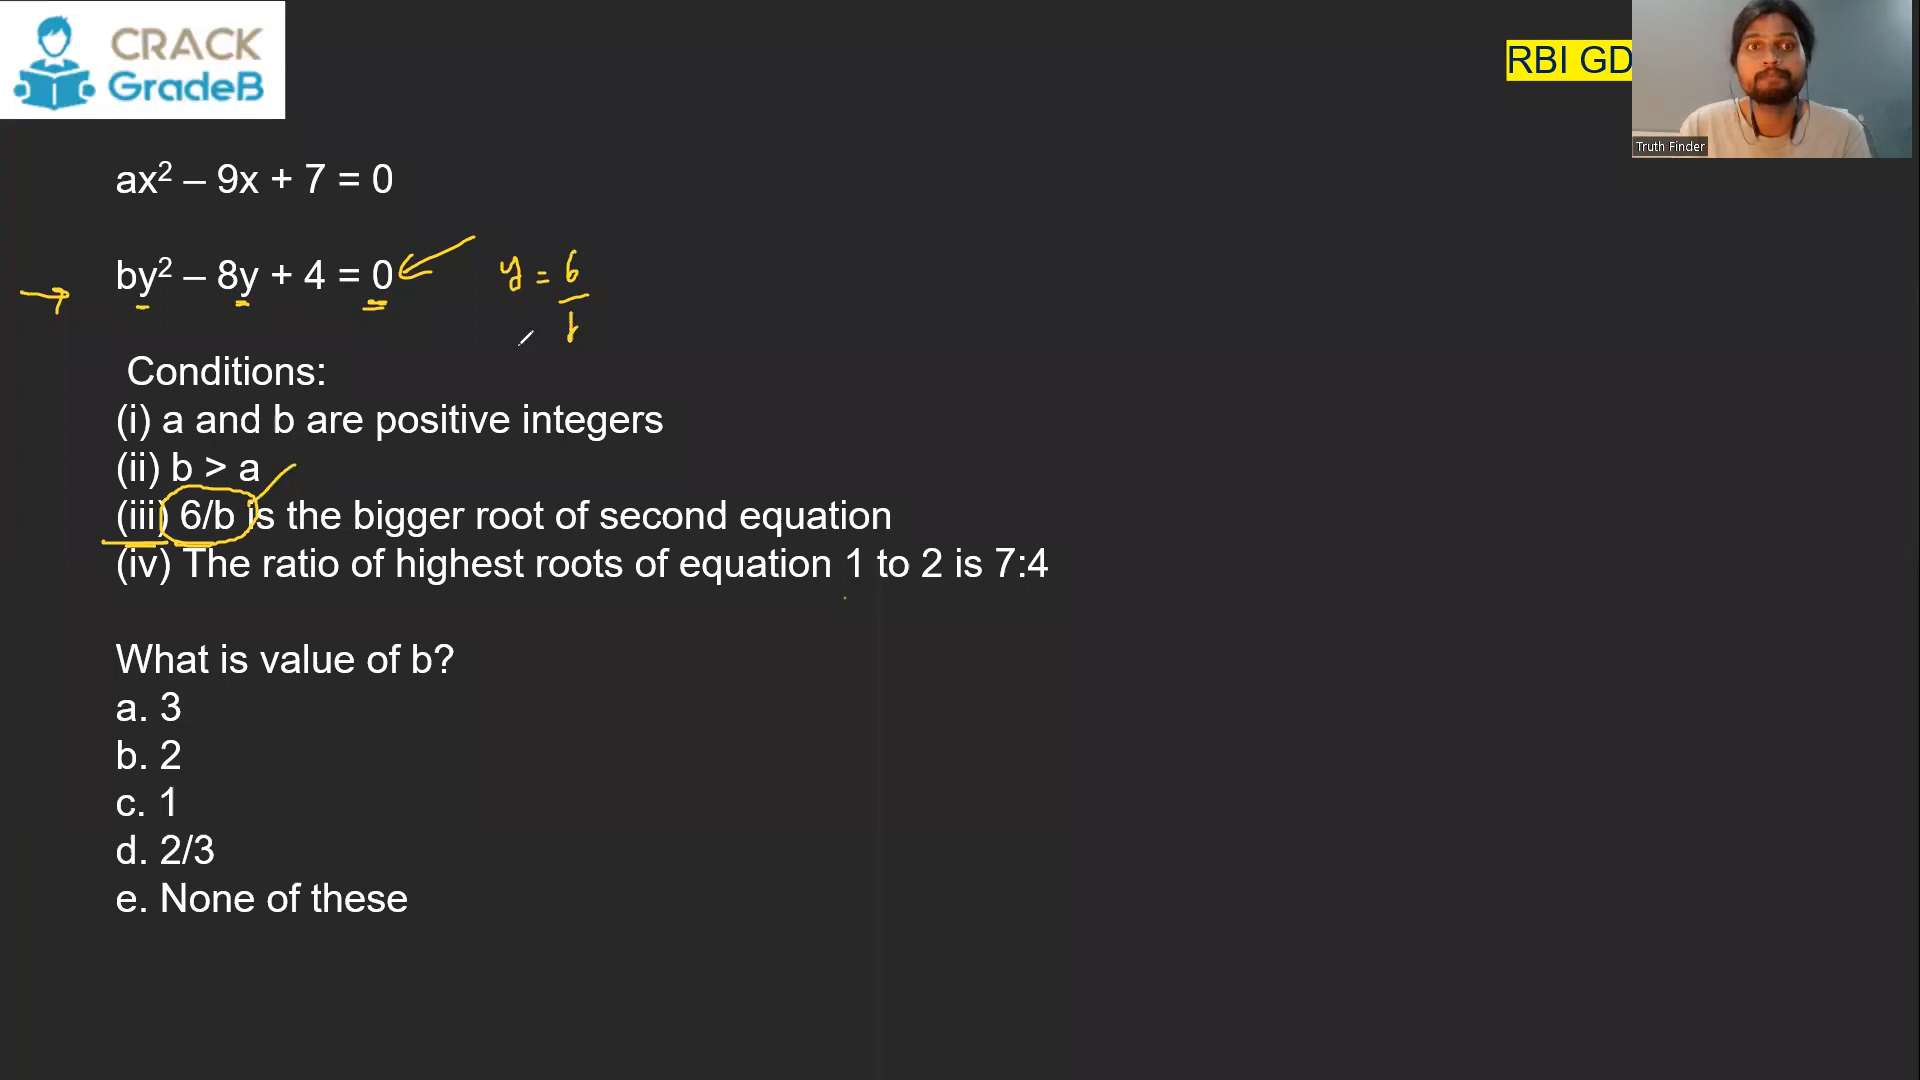 CRACK
GradeB
RBI GD
Truth Finder
ax² – 9x + 7 = 0
by² – 8y + 4 = 0
y = 6
Conditions:
(i) a and b are positive integers
(ii) b > a
(iii) 6/b is the bigger root of second equation
(iv) The ratio of highest roots of equation 1 to 2 is 7:4
What is value of b?
a. 3
b. 2
c. 1
d. 2/3
e. None of these